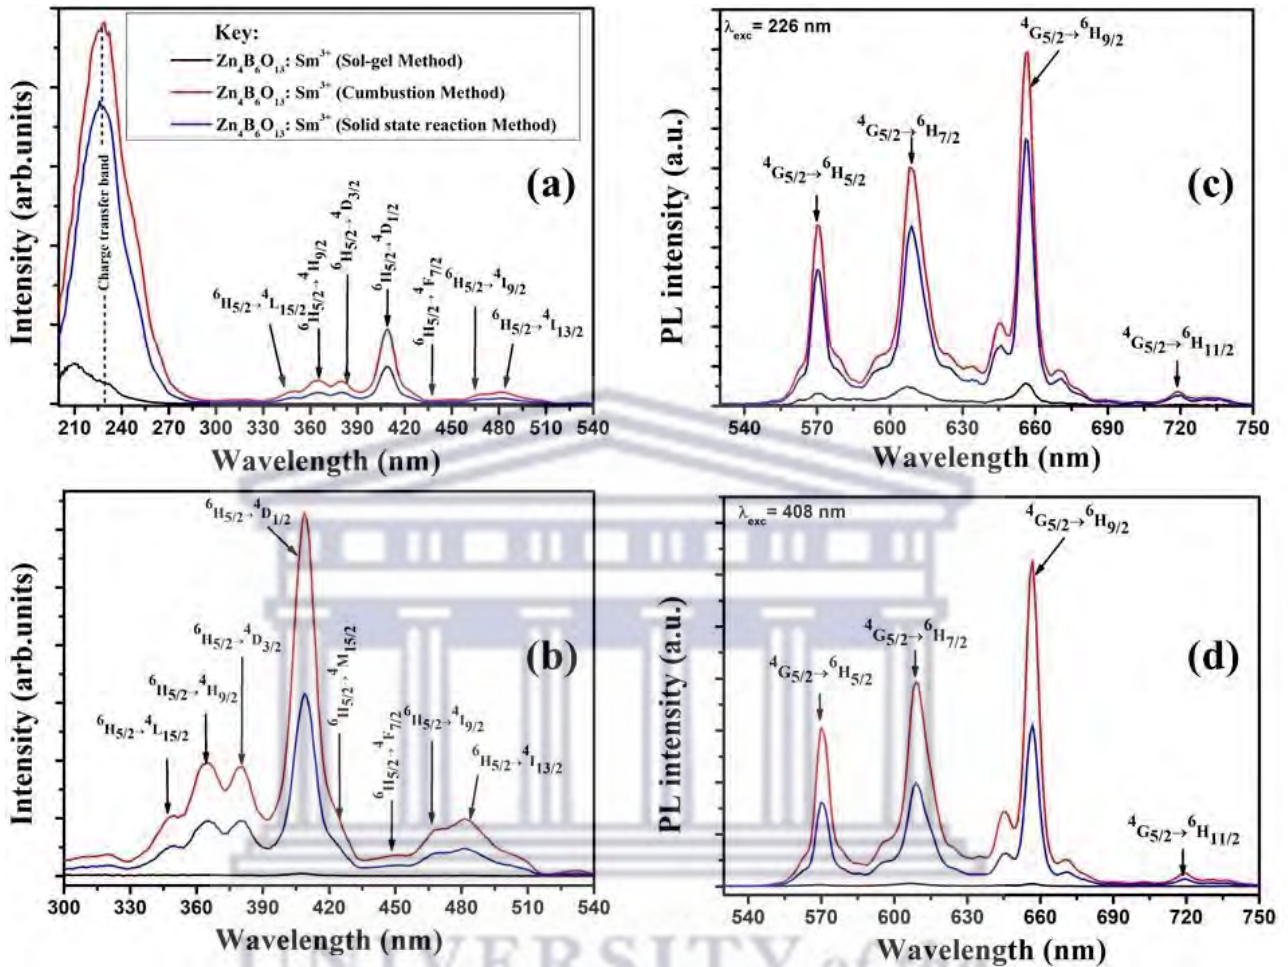 Key:
Zn₄B₆O₁₃: Sm³⁺ (Sol-gel Method)
Zn₄B₆O₁₃: Sm³⁺ (Cumbustion Method)
Zn₄B₆O₁₃: Sm³⁺ (Solid state reaction Method)
Charge transfer band
(a)
⁶H₅/₂→⁴L₁₅/₂
⁶H₅/₂→⁴H₉/₂
⁶H₅/₂→⁴D₃/₂
⁶H₅/₂→⁴D₁/₂
⁶H₅/₂→⁴F₇/₂
⁶H₅/₂→⁴I₉/₂
⁶H₅/₂→⁴I₁₃/₂
Intensity (arb.units)
210 240 270 300 330 360 390 420 450 480 510 540
Wavelength (nm)
λexc= 226 nm
⁴G₅/₂→⁶H₉/₂
⁴G₅/₂→⁶H₇/₂
⁴G₅/₂→⁶H₅/₂
(c)
⁴G₅/₂→⁶H₁₁/₂
PL intensity (a.u.)
540 570 600 630 660 690 720 750
Wavelength (nm)
⁶H₅/₂→⁴D₁/₂
⁶H₅/₂→⁴D₃/₂
⁶H₅/₂→⁴H₉/₂
⁶H₅/₂→⁴L₁₅/₂
⁶H₅/₂→⁴M₁₅/₂
⁶H₅/₂→⁴F₇/₂
⁶H₅/₂→⁴I₉/₂
⁶H₅/₂→⁴I₁₃/₂
(b)
Intensity (arb.units)
300 330 360 390 420 450 480 510 540
Wavelength (nm)
λexc= 408 nm
⁴G₅/₂→⁶H₉/₂
⁴G₅/₂→⁶H₇/₂
⁴G₅/₂→⁶H₅/₂
(d)
⁴G₅/₂→⁶H₁₁/₂
PL intensity (a.u.)
540 570 600 630 660 690 720 750
Wavelength (nm)
UNIVERSITY of the